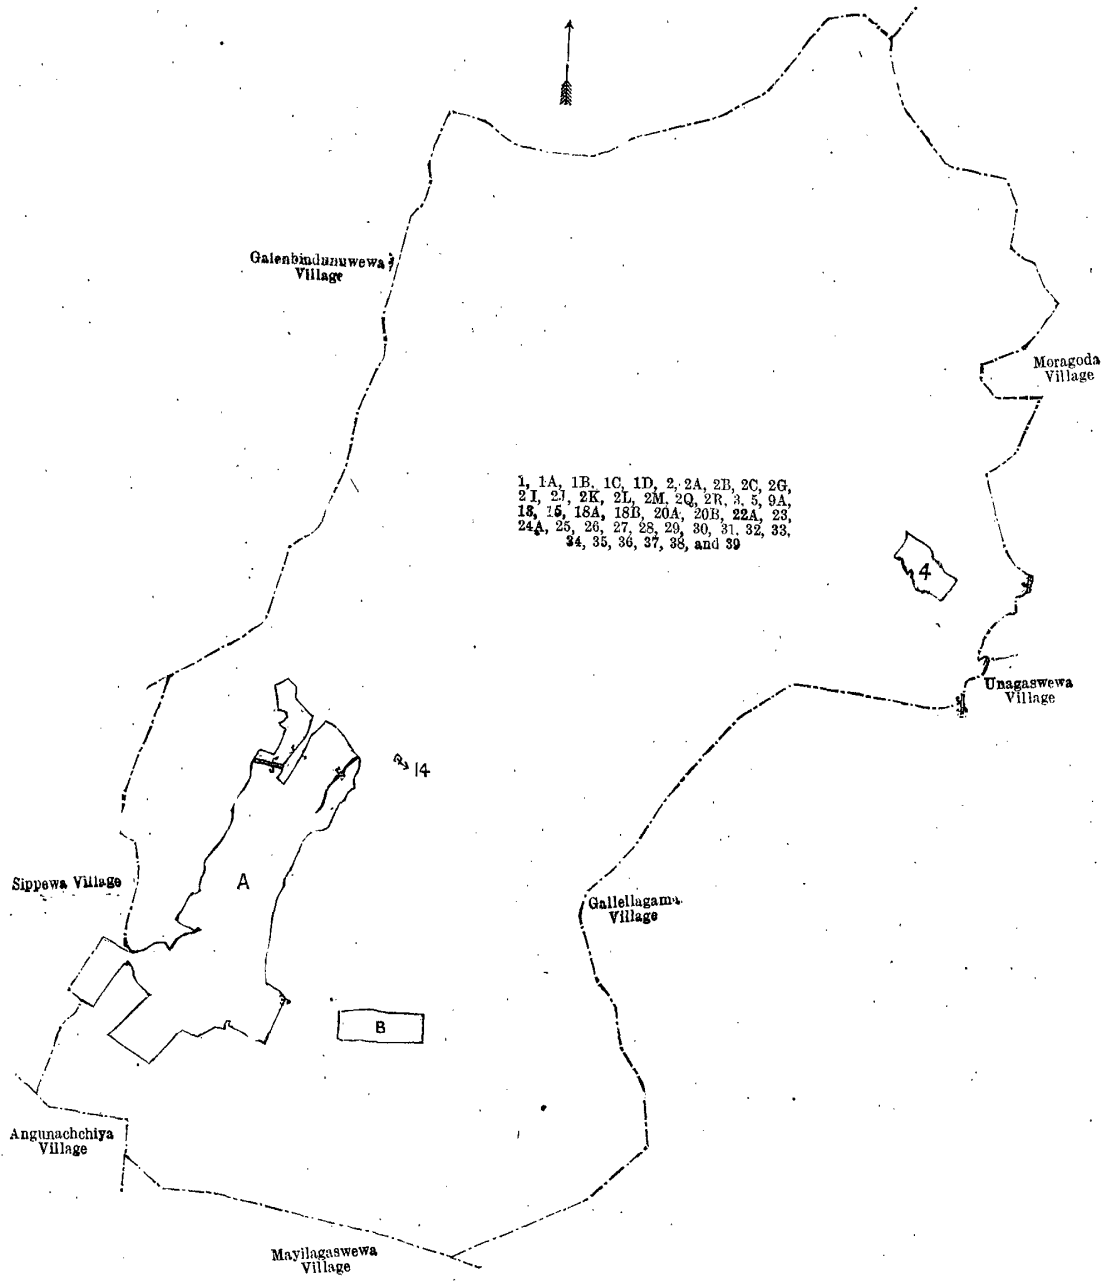 Galenbindunuwewa
Village
Moragoda
Village
1, 1A, 1B, 1C, 1D, 2, 2A, 2B, 2C, 2G,
2I, 2J, 2K, 2L, 2M, 2Q, 2R, 3, 5, 9A,
13, 15, 18A, 18B, 20A, 20B, 22A, 23,
24A, 25, 26, 27, 28, 29, 30, 31, 32, 33,
34, 35, 36, 37, 38, and 39
4
Unagaswewa
Village
14
A
Sippewa Village
Gallellagama
Village
B
Angunachchiya
Village
Mayilagaswewa
Village